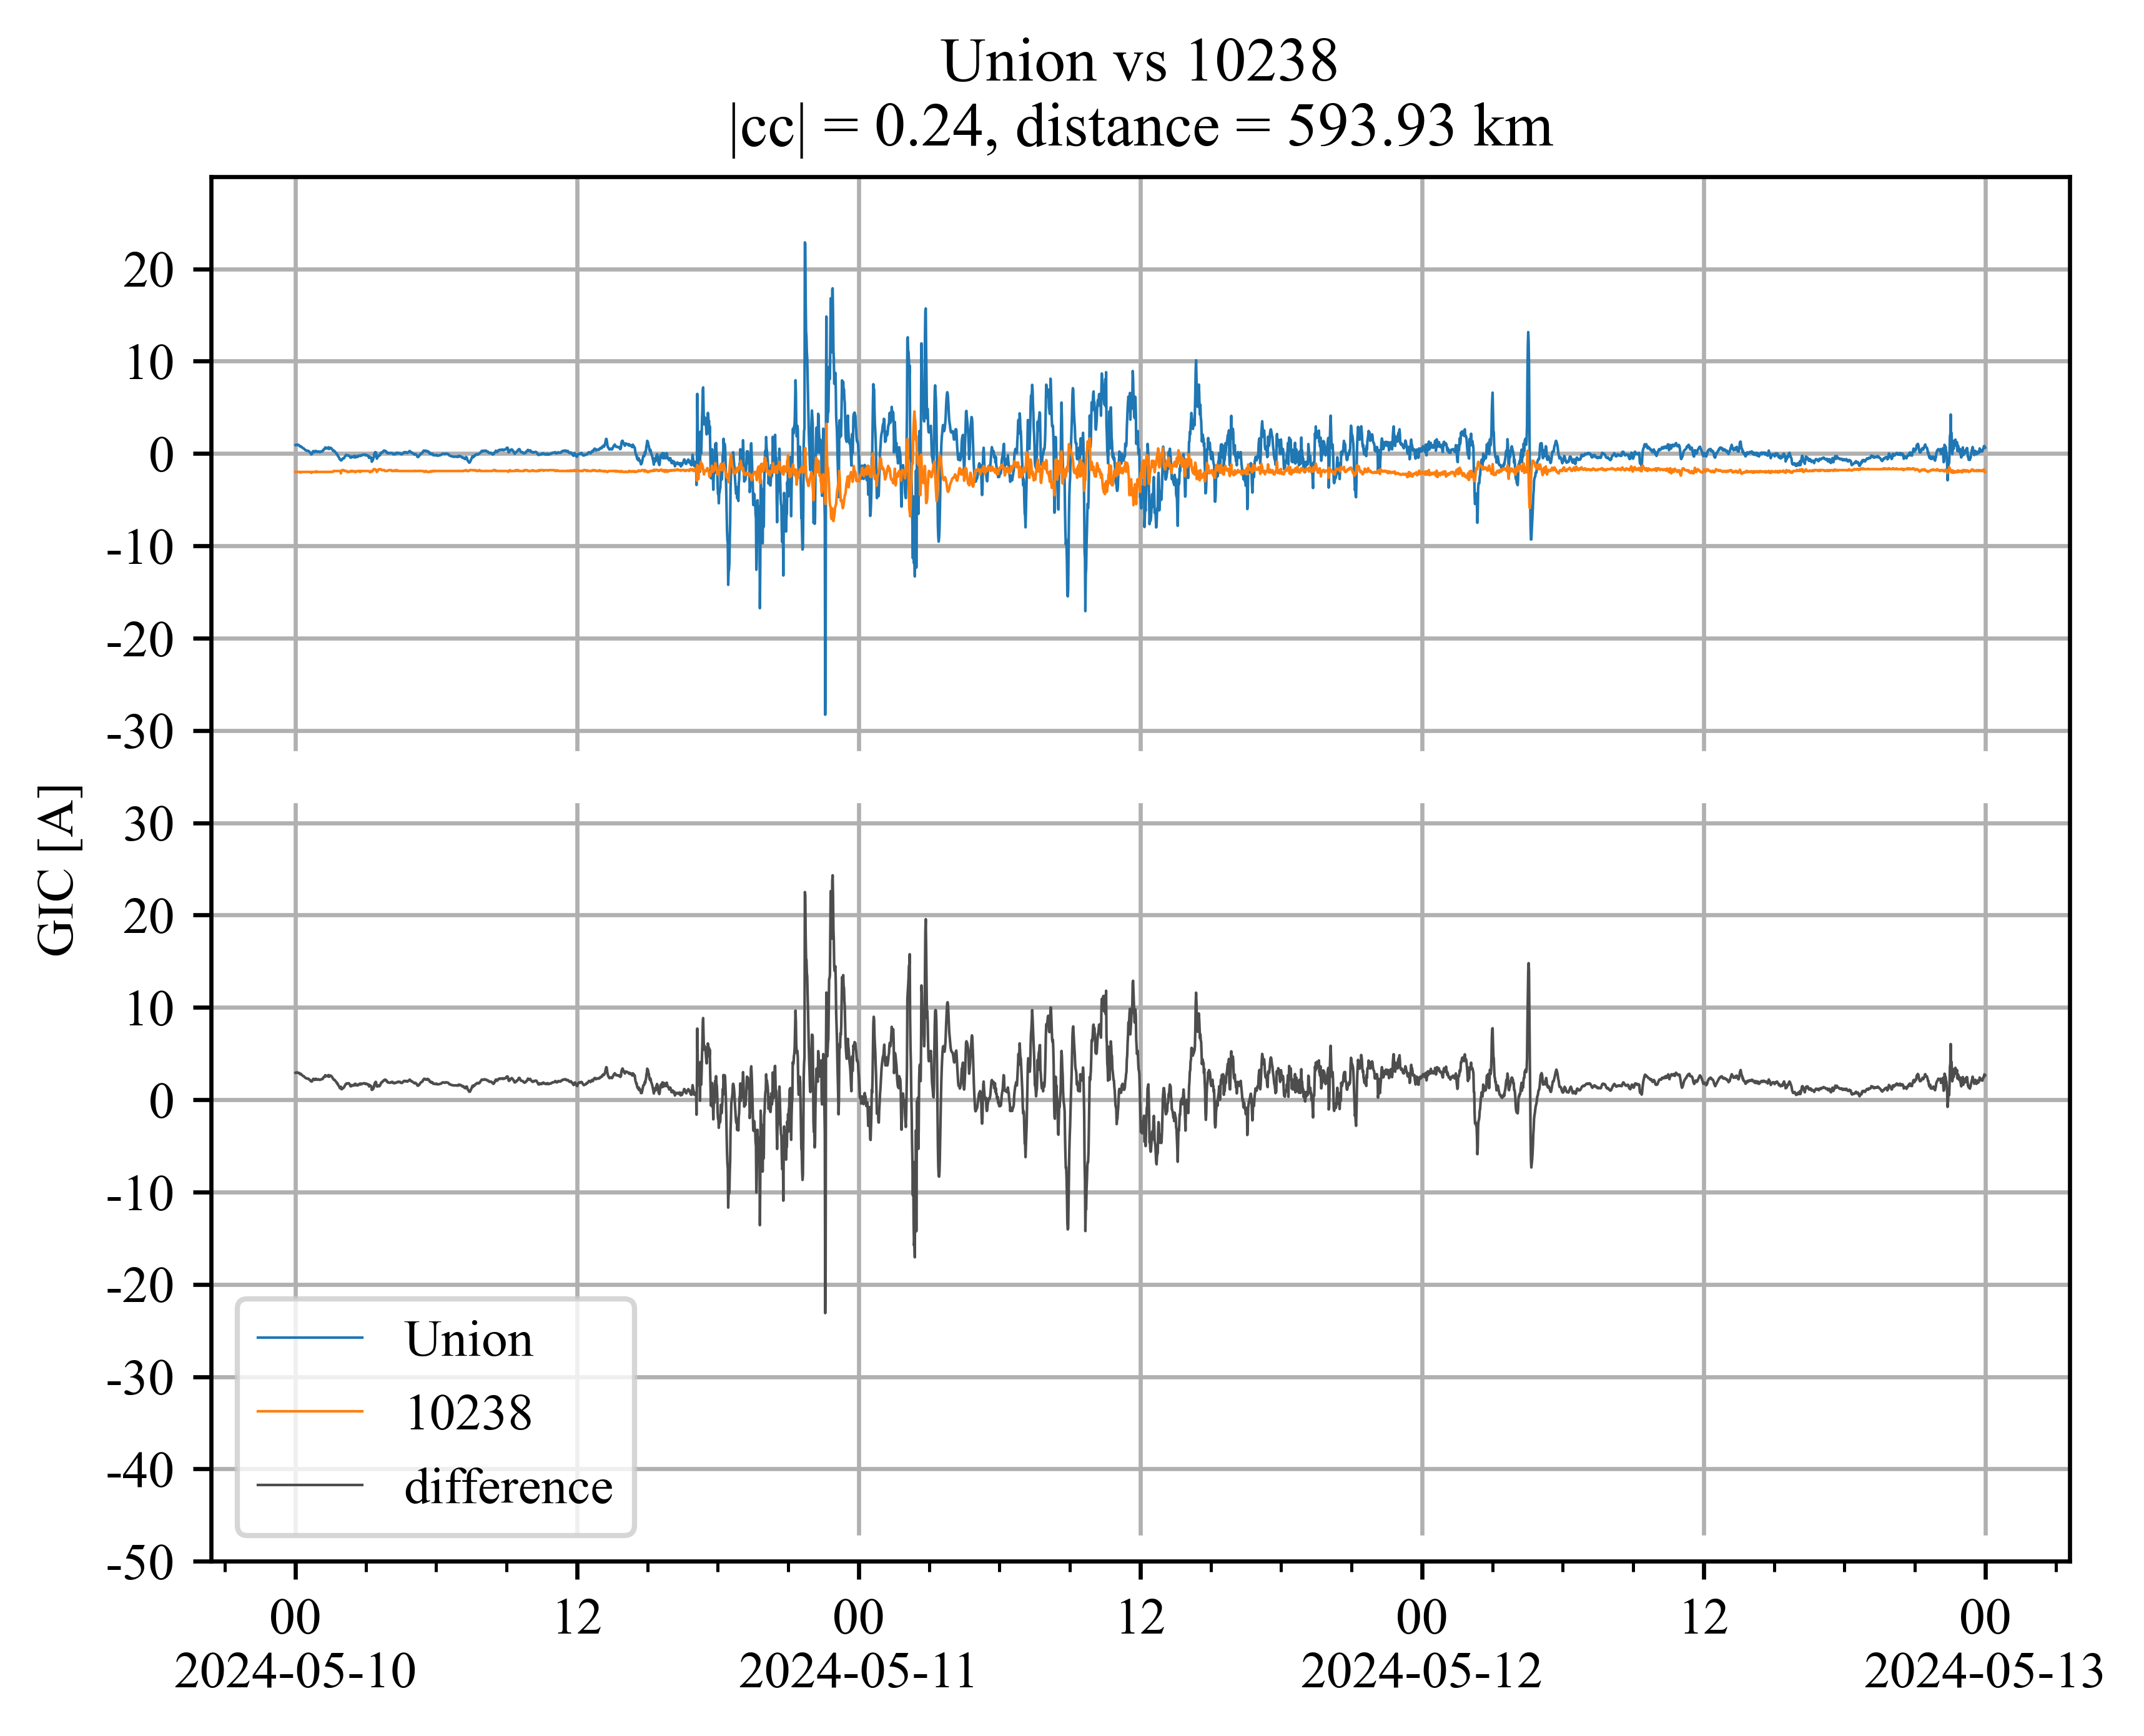 Union vs 10238
|cc| = 0.24, distance = 593.93 km
20
10
0
-10
-20
-30
GIC [A]
30
20
10
0
-10
-20
-30
-40
-50
Union
10238
difference
00 12 00 12 00 12 00
2024-05-10 2024-05-11 2024-05-12 2024-05-13